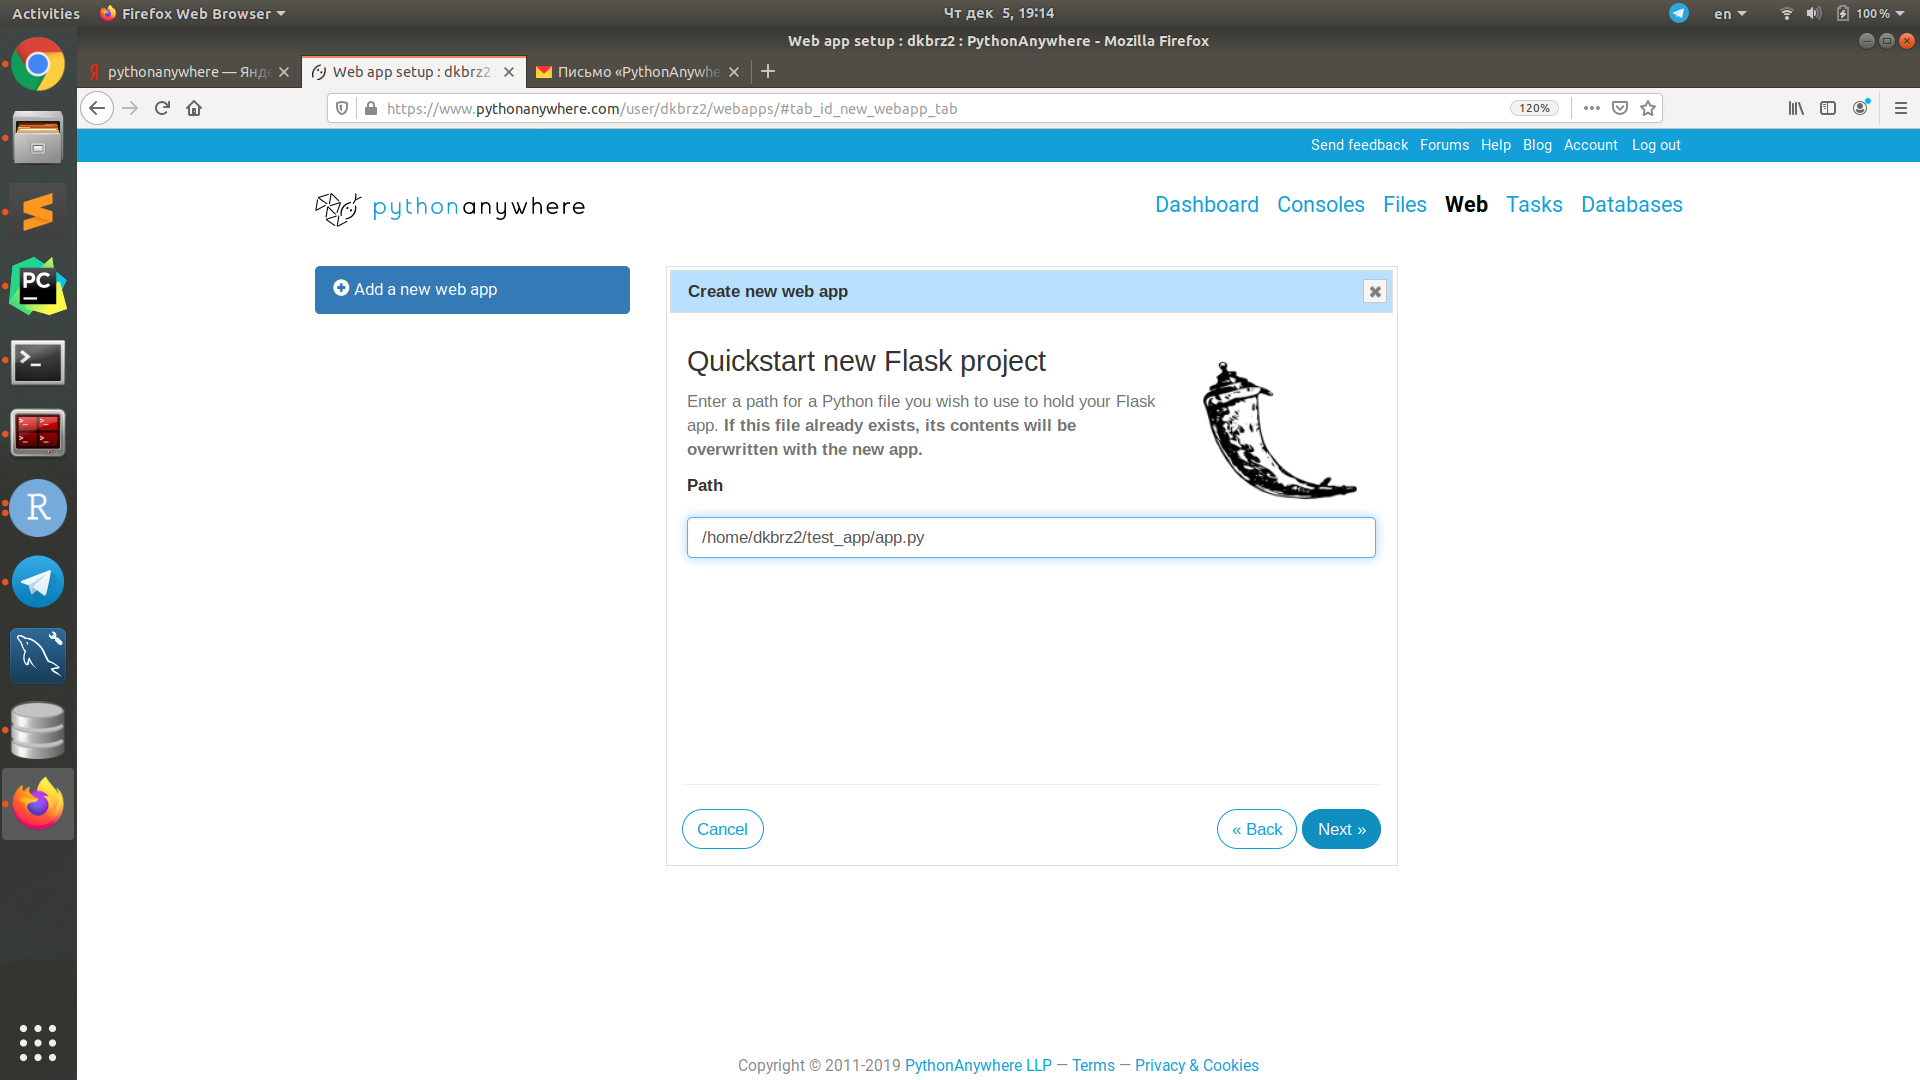 Activities Firefox Web Browser Чт дек 5, 19:14 en 100 %
Web app setup : dkbrz2 : PythonAnywhere - Mozilla Firefox
pythonanywhere — Янде Web app setup : dkbrz2 : Письмо «PythonAnywhe
https://www.pythonanywhere.com/user/dkbrz2/webapps/#tab_id_new_webapp_tab 120%
Send feedback Forums Help Blog Account Log out
pythonanywhere
Dashboard Consoles Files Web Tasks Databases
Add a new web app
Create new web app
Quickstart new Flask project
Enter a path for a Python file you wish to use to hold your Flask
app. If this file already exists, its contents will be
overwritten with the new app.
Path
/home/dkbrz2/test_app/app.py
Cancel « Back Next »
Copyright © 2011-2019 PythonAnywhere LLP — Terms — Privacy & Cookies
PC
R